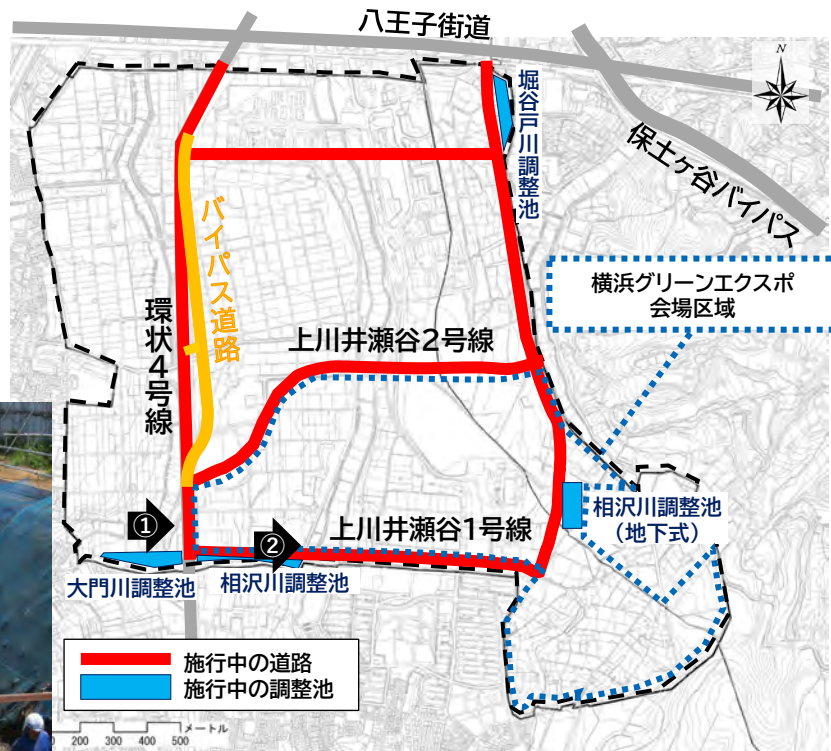 八王子街道
N
堀谷戸川調整池
保土ヶ谷バイパス
バイパス道路
環状4号線
横浜グリーンエクスポ
会場区域
上川井瀬谷2号線
①
②
上川井瀬谷1号線
相沢川調整池
(地下式)
大門川調整池
相沢川調整池
施行中の道路
施行中の調整池
0 200 300 400 500 メートル